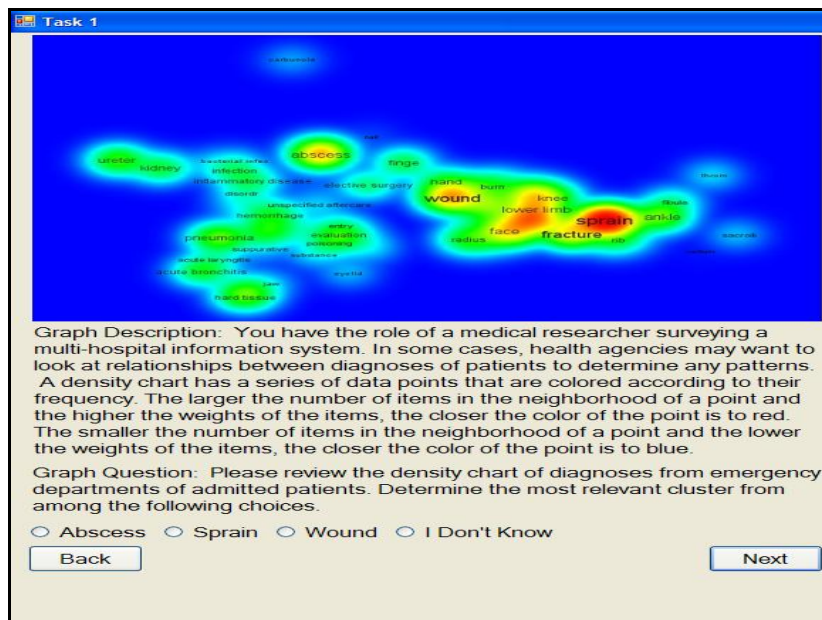 Task 1
carbuncle
ureter
kidney
bacterial infec
infection
inflammatory disease
disord
abscess
finge
elective surgery
unspecified aftercare
hemorrhage
entry
evaluation
poisoning
pneumonia
suppurative
substance
acute laryngitis
acute bronchitis
eyelid
jaw
hard tissue
hand
burn
wound
knee
lower limb
face
radius
sprain
fracture
rib
fibula
ankle
sacroili
Graph Description: You have the role of a medical researcher surveying a
multi-hospital information system. In some cases, health agencies may want to
look at relationships between diagnoses of patients to determine any patterns.
A density chart has a series of data points that are colored according to their
frequency. The larger the number of items in the neighborhood of a point and
the higher the weights of the items, the closer the color of the point is to red.
The smaller the number of items in the neighborhood of a point and the lower
the weights of the items, the closer the color of the point is to blue.
Graph Question: Please review the density chart of diagnoses from emergency
departments of admitted patients. Determine the most relevant cluster from
among the following choices.
Abscess Sprain Wound I Don't Know
Back Next